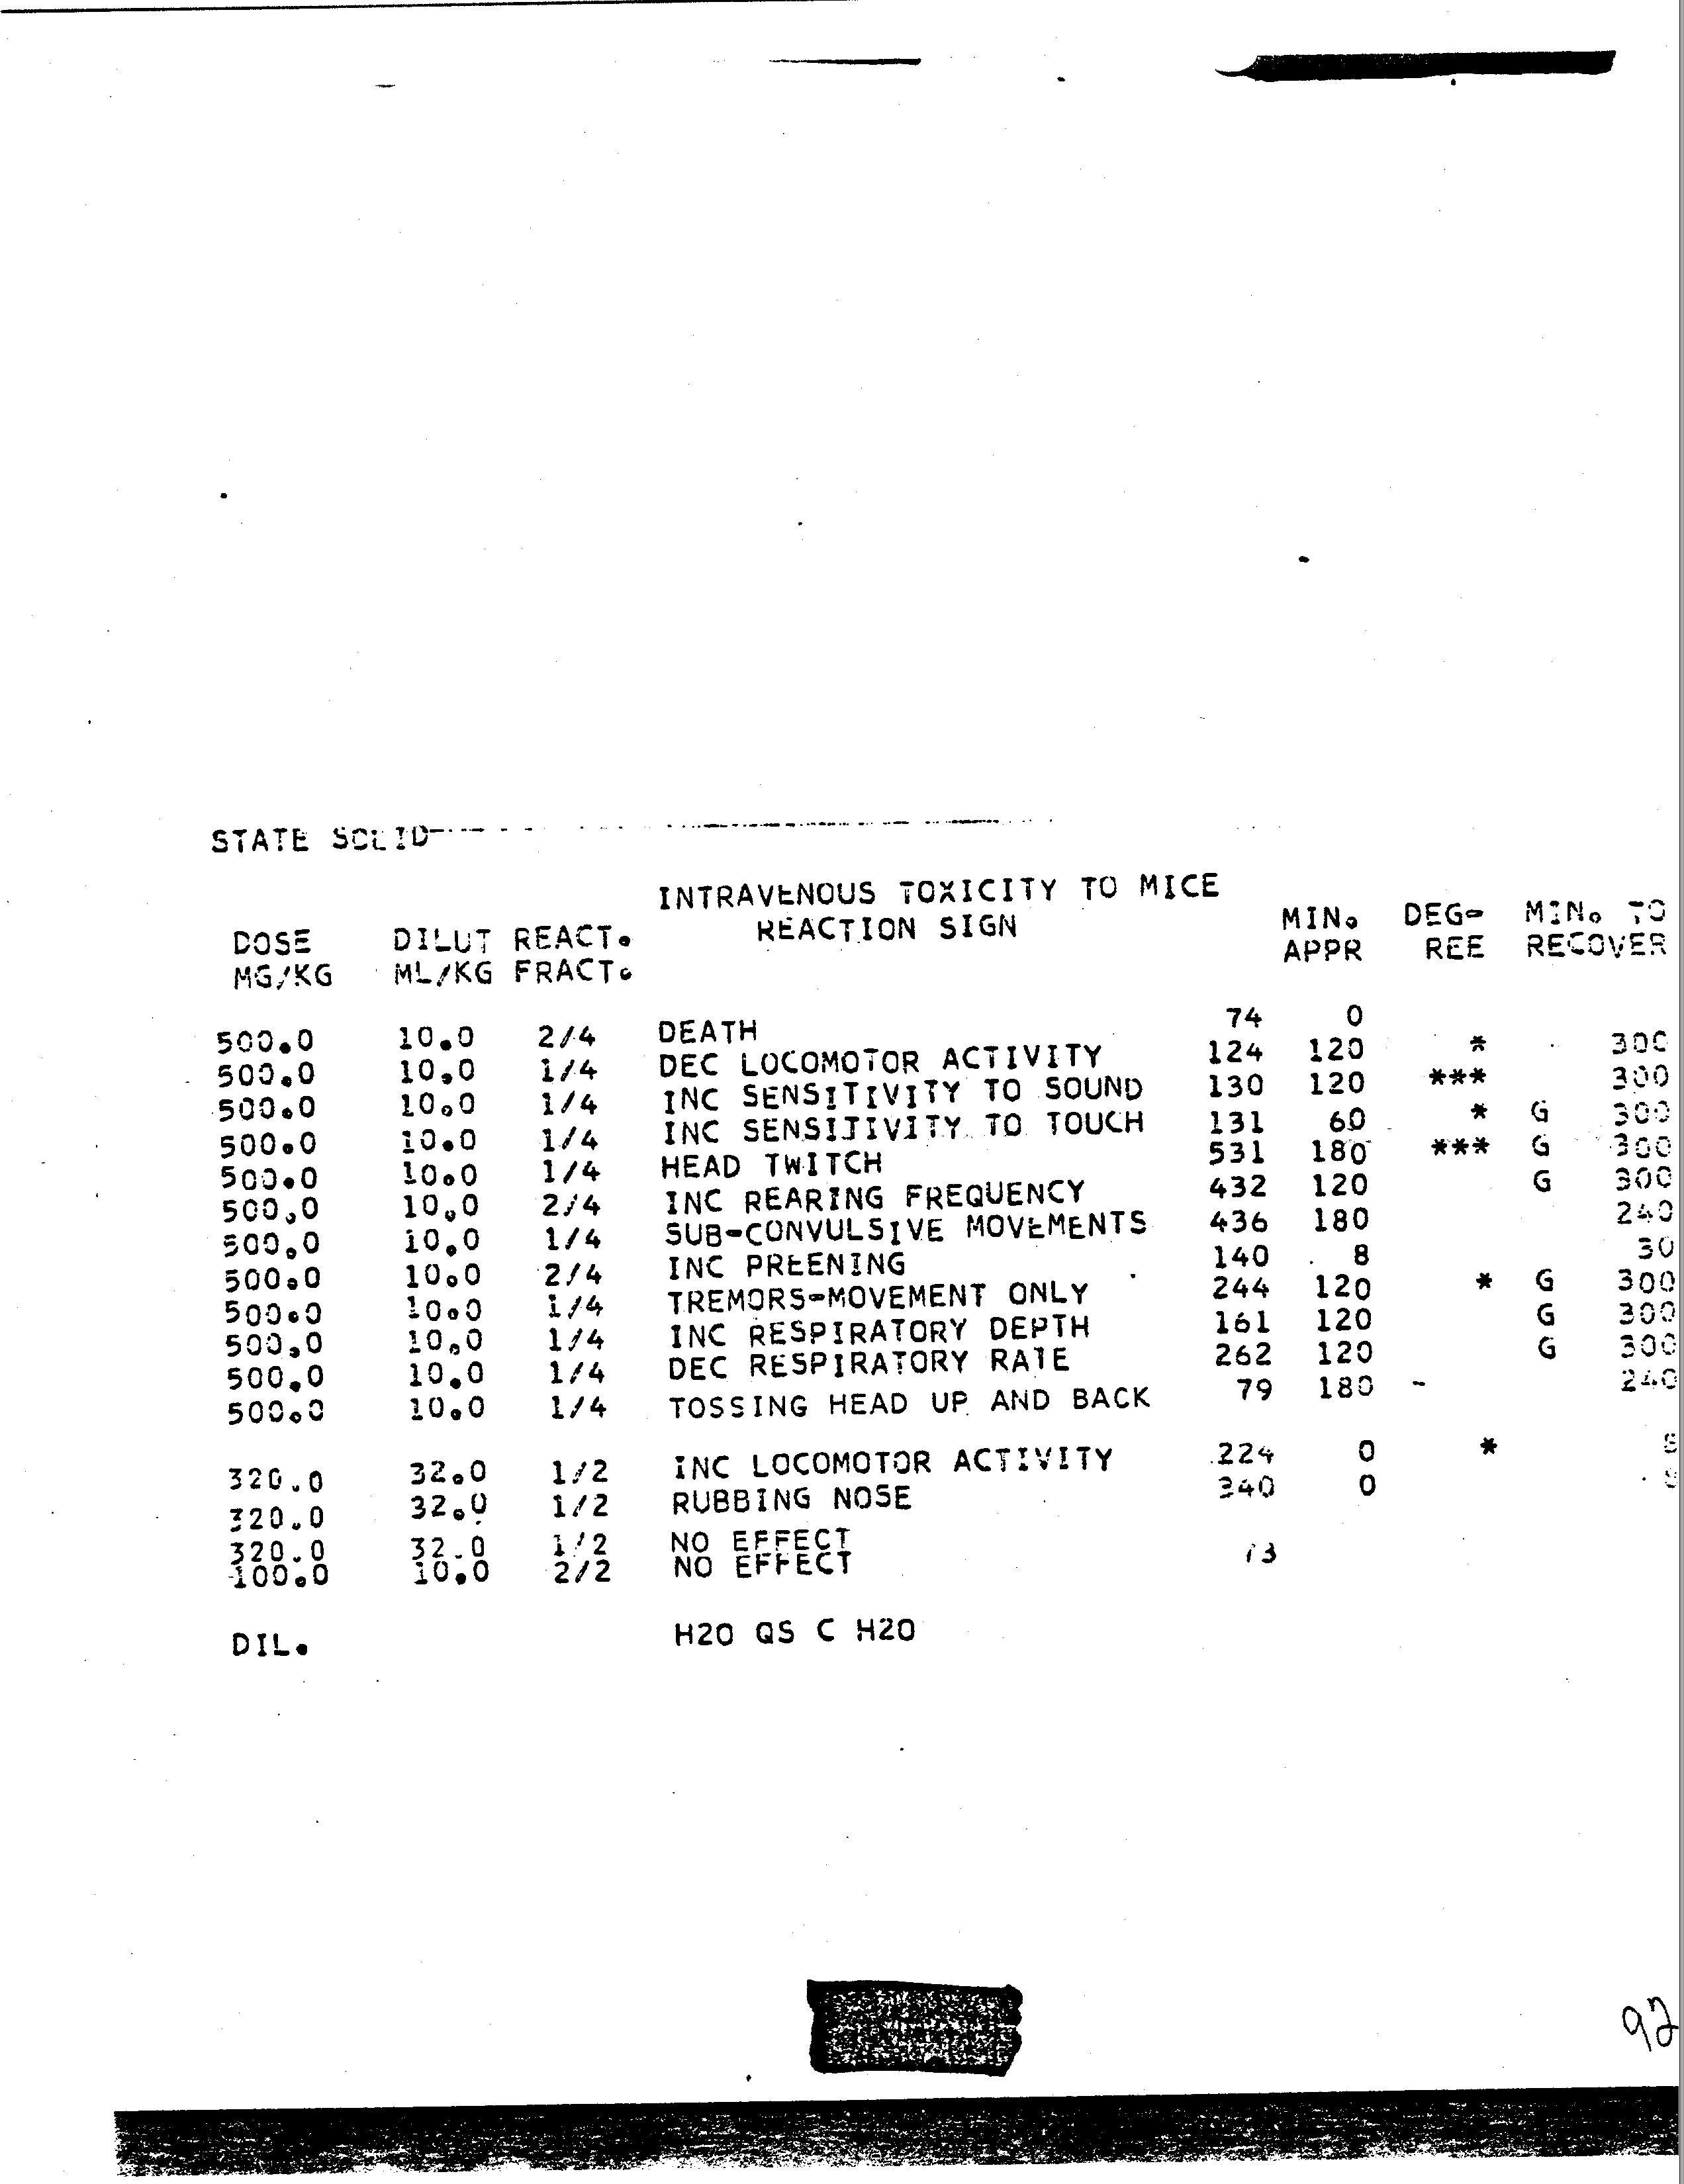 STATE SOLID
INTRAVENOUS TOXICITY TO MICE
DOSE DILUT REACT. REACTION SIGN MIN. DEG- MIN. TO
MG/KG ML/KG FRACT. APPR REE RECOVER
500.0 10.0 2/4 DEATH 74 0
500.0 10.0 1/4 DEC LOCOMOTOR ACTIVITY 124 120 * 300
500.0 10.0 1/4 INC SENSITIVITY TO SOUND 130 120 *** 300
500.0 10.0 1/4 INC SENSITIVITY TO TOUCH 131 60 * G 300
500.0 10.0 1/4 HEAD TWITCH 531 180 *** G 300
500.0 10.0 2/4 INC REARING FREQUENCY 432 120 G 300
500.0 10.0 1/4 SUB-CONVULSIVE MOVEMENTS 436 180 240
500.0 10.0 2/4 INC PREENING 140 8 30
500.0 10.0 1/4 TREMORS-MOVEMENT ONLY 244 120 * G 300
500.0 10.0 1/4 INC RESPIRATORY DEPTH 161 120 G 300
500.0 10.0 1/4 DEC RESPIRATORY RATE 262 120 G 300
500.0 10.0 1/4 TOSSING HEAD UP AND BACK 79 180 - 240
320.0 32.0 1/2 INC LOCOMOTOR ACTIVITY 224 0 *
320.0 32.0 1/2 RUBBING NOSE 340 0
320.0 32.0 1/2 NO EFFECT
100.0 10.0 2/2 NO EFFECT 73
DIL. H2O QS C H2O
92